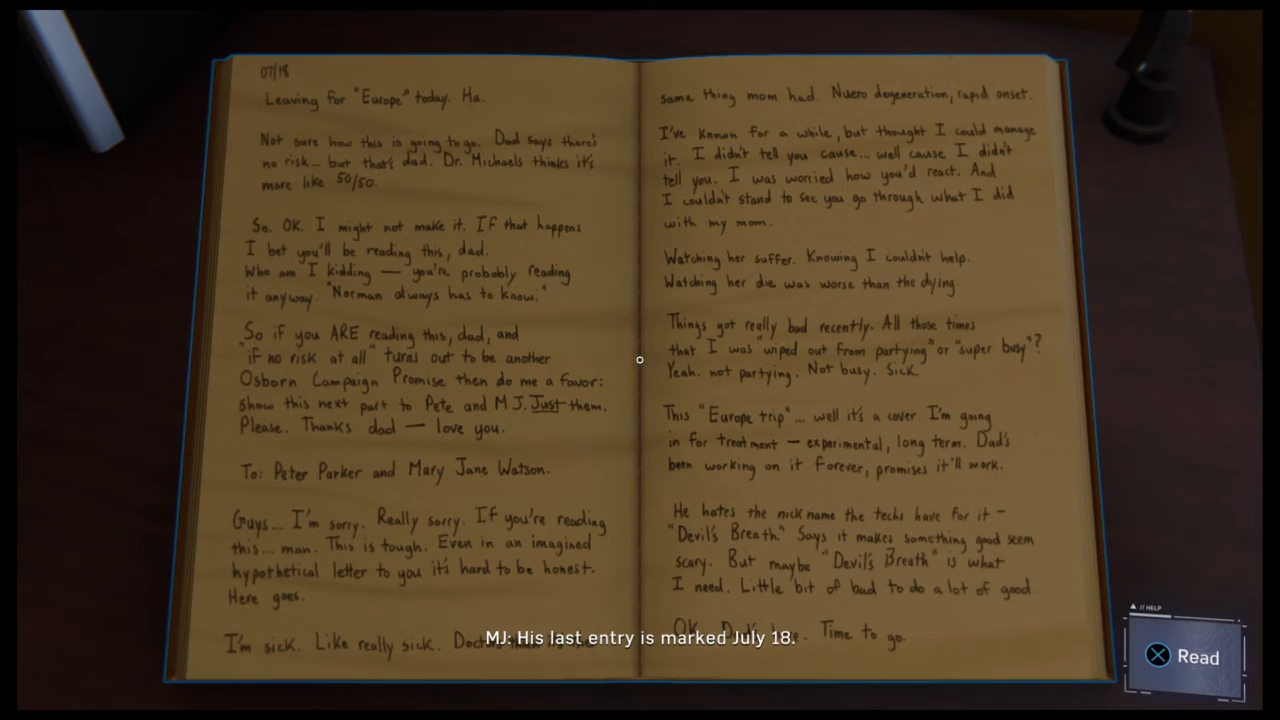 07/18
Leaving for "Europe" today. Ha.
Not sure how this is going to go. Dad says there's
no risk... but that's dad. Dr. Michaels thinks it's
more like 50/50.
So. OK. I might not make it. IF that happens
I bet you'll be reading this, dad.
Who am I kidding — you're probably reading
it anyway. "Norman always has to know."
So if you ARE reading this, dad, and
"if no risk at all" turns out to be another
Osborn Campaign Promise then do me a favor:
show this next part to Pete and MJ. Just them.
Please. Thanks dad — love you.
To: Peter Parker and Mary Jane Watson.
Guys... I'm sorry. Really sorry. If you're reading
this... man. This is tough. Even in an imagined
hypothetical letter to you it's hard to be honest.
Here goes.
I'm sick. Like really sick.
same thing mom had. Nuero degeneration, rapid onset.
I've known for a while, but thought I could manage
it. I didn't tell you cause... well cause I didn't
tell you. I was worried how you'd react. And
I couldn't stand to see you go through what I did
with my mom.
Watching her suffer. Knowing I couldn't help.
Watching her die was worse than the dying.
Things got really bad recently. All those times
that I was "wiped out from partying" or "super busy"?
Yeah. not partying. Not busy. Sick.
This "Europe trip"... well it's a cover. I'm going
in for treatment — experimental, long term. Dad's
been working on it forever, promises it'll work.
He hates the nickname the techs have for it –
"Devil's Breath." Says it makes something good seem
scary. But maybe "Devil's Breath" is what
I need. Little bit of bad to do a lot of good.
OK. Time to go.
MJ: His last entry is marked July 18.
// HELP
Read